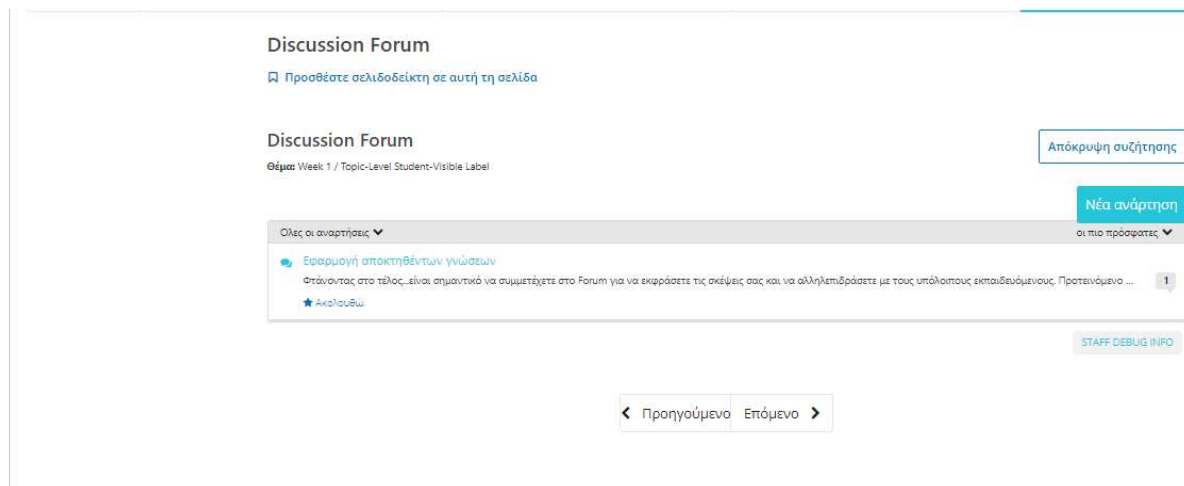 Discussion Forum
Προσθέστε σελιδοδείκτη σε αυτή τη σελίδα
Discussion Forum
Απόκρυψη συζήτησης
Θέμα: Week 1 / Topic-Level Student-Visible Label
Νέα ανάρτηση
Ολες οι αναρτήσεις
οι πιο πρόσφατες
Εφαρμογή αποκτηθέντων γνώσεων
Φτάνοντας στο τέλος...είναι σημαντικό να συμμετέχετε στο Forum για να εκφράσετε τις σκέψεις σας και να αλληλεπιδράσετε με τους υπόλοιπους εκπαιδευόμενους. Προτεινόμενο ...
1
Ακολουθώ
STAFF DEBUG INFO
Προηγούμενο Επόμενο